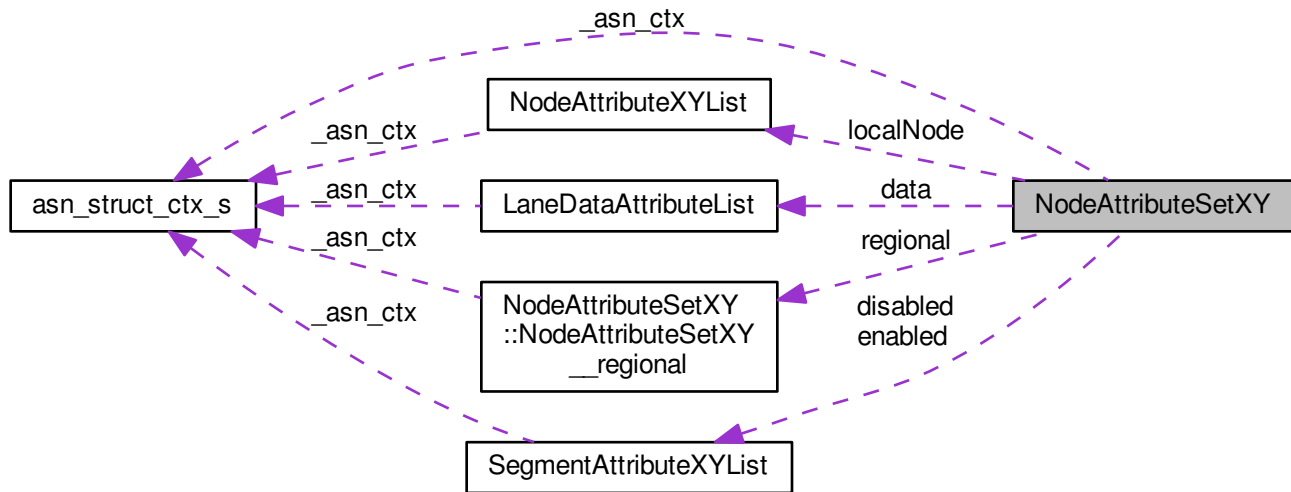 _asn_ctx
NodeAttributeXYList
_asn_ctx
localNode
asn_struct_ctx_s
_asn_ctx
LaneDataAttributeList
data
NodeAttributeSetXY
_asn_ctx
regional
NodeAttributeSetXY
::NodeAttributeSetXY
__regional
_asn_ctx
disabled
enabled
SegmentAttributeXYList